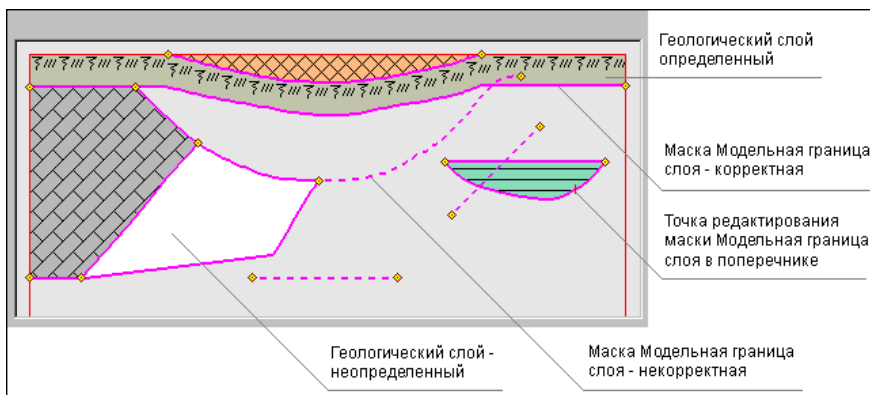 Геологический слой
определенный
Маска Модельная граница
слоя - корректная
Точка редактирования
маски Модельная граница
слоя в поперечнике
Геологический слой -
неопределенный
Маска Модельная граница
слоя - некорректная